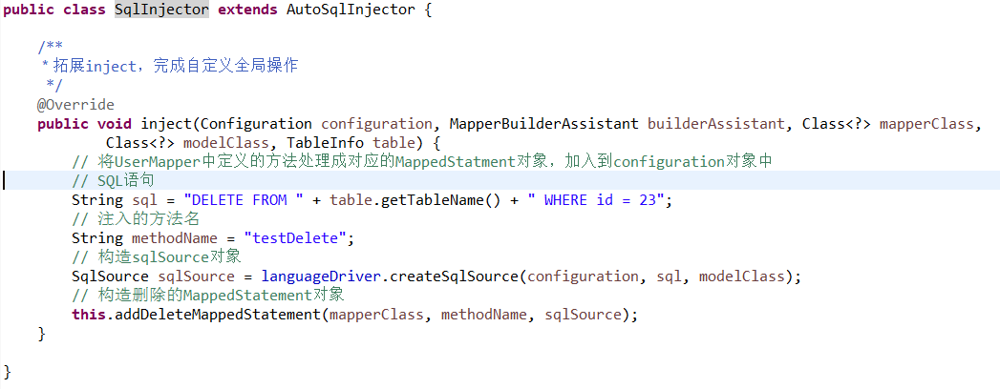 public class SqlInjector extends AutoSqlInjector {
/**
* 拓展inject，完成自定义全局操作
*/
@Override
public void inject(Configuration configuration, MapperBuilderAssistant builderAssistant, Class<?> mapperClass,
Class<?> modelClass, TableInfo table) {
// 将UserMapper中定义的方法处理成对应的MappedStatment对象，加入到configuration对象中
// SQL语句
String sql = "DELETE FROM " + table.getTableName() + " WHERE id = 23";
// 注入的方法名
String methodName = "testDelete";
// 构造sqlSource对象
SqlSource sqlSource = languageDriver.createSqlSource(configuration, sql, modelClass);
// 构造删除的MappedStatement对象
this.addDeleteMappedStatement(mapperClass, methodName, sqlSource);
}
}